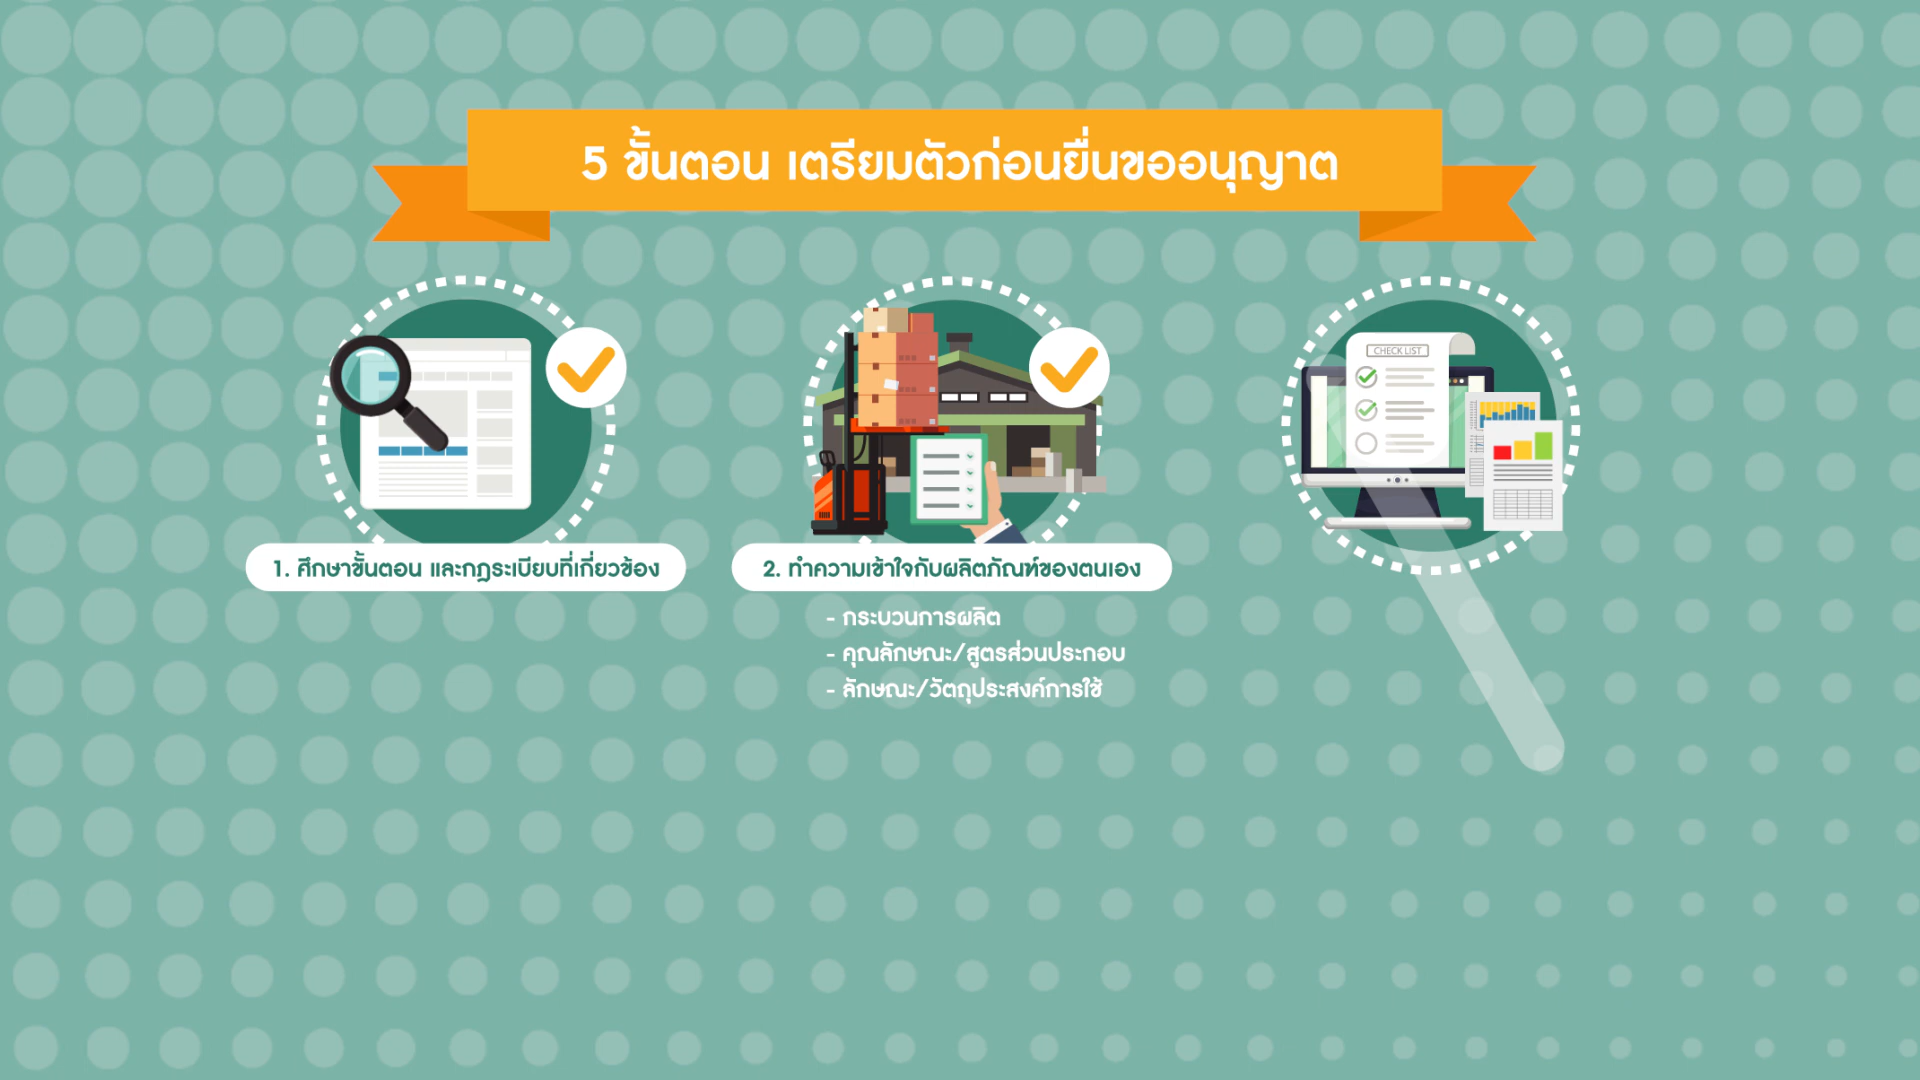 5 ขั้นตอน เตรียมตัวก่อนยื่นขออนุญาต
CHECK LIST
1. ศึกษาขั้นตอน และกฎระเบียบที่เกี่ยวข้อง
2. ทำความเข้าใจกับผลิตภัณฑ์ของตนเอง
- กระบวนการผลิต
- คุณลักษณะ/สูตรส่วนประกอบ
- ลักษณะ/วัตถุประสงค์การใช้